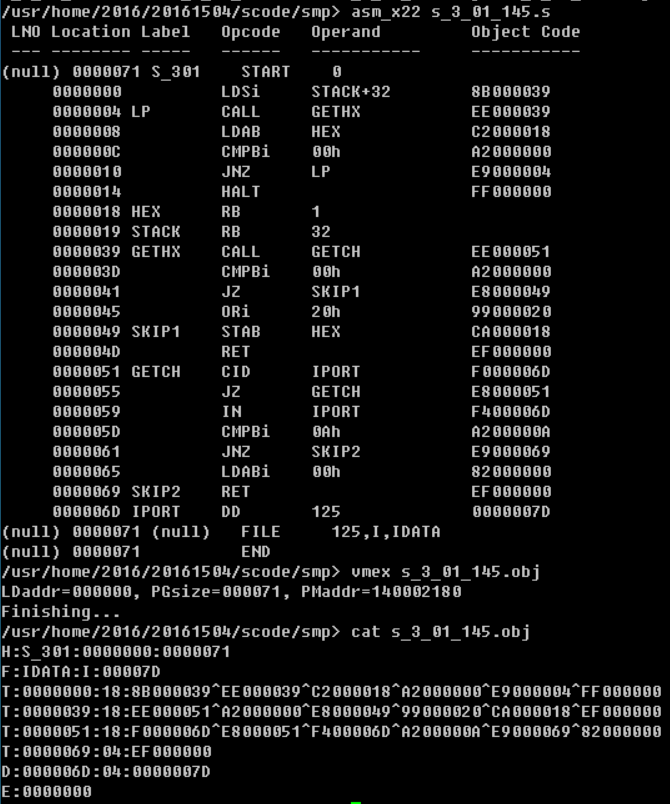 /usr/home/2016/20161504/scode/smp> asm_x22 s_3_01_145.s
LNO Location Label Opcode Operand Object Code
--- -------- ----- ------ ----------- -----------
(null) 0000071 S_301 START 0
0000000 LDSi STACK+32 8B000039
0000004 LP CALL GETHX EE000039
0000008 LDAB HEX C2000018
000000C CMPBi 00h A2000000
0000010 JNZ LP E9000004
0000014 HALT FF000000
0000018 HEX RB 1
0000019 STACK RB 32
0000039 GETHX CALL GETCH EE000051
000003D CMPBi 00h A2000000
0000041 JZ SKIP1 E8000049
0000045 ORi 20h 99000020
0000049 SKIP1 STAB HEX CA000018
000004D RET EF000000
0000051 GETCH CID IPORT F000006D
0000055 JZ GETCH E8000051
0000059 IN IPORT F400006D
000005D CMPBi 0Ah A200000A
0000061 JNZ SKIP2 E9000069
0000065 LDABi 00h 82000000
0000069 SKIP2 RET EF000000
000006D IPORT DD 125 0000007D
(null) 0000071 (null) FILE 125,I,IDATA
(null) 0000071 END
/usr/home/2016/20161504/scode/smp> vmex s_3_01_145.obj
LDaddr=000000, PGsize=000071, PMaddr=140002180
Finishing...
/usr/home/2016/20161504/scode/smp> cat s_3_01_145.obj
H:S_301:0000000:0000071
F:IDATA:I:00007D
T:0000000:18:8B000039^EE000039^C2000018^A2000000^E9000004^FF000000
T:0000039:18:EE000051^A2000000^E8000049^99000020^CA000018^EF000000
T:0000051:18:F000006D^E8000051^F400006D^A200000A^E9000069^82000000
T:0000069:04:EF000000
D:000006D:04:0000007D
E:0000000